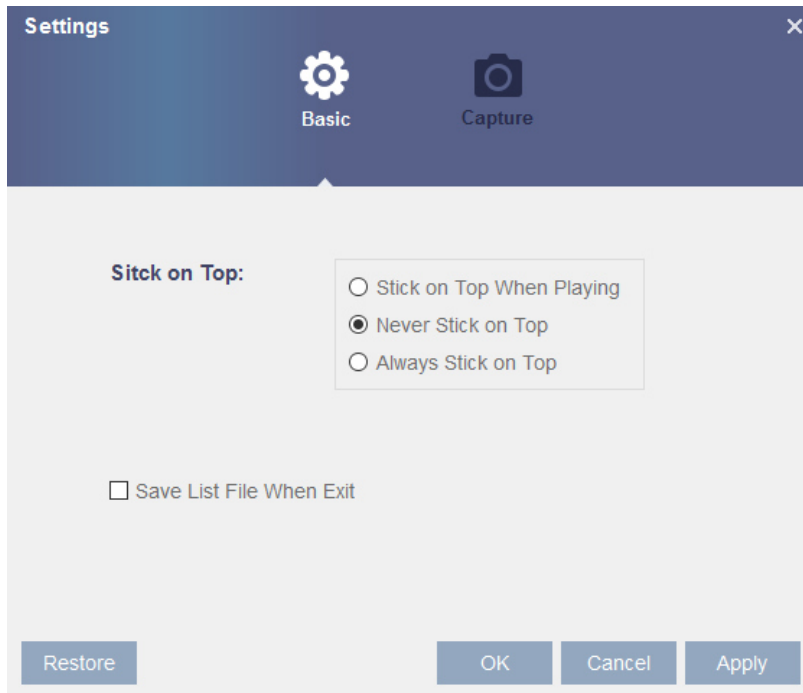 Settings
Basic
Capture
Sitck on Top:
Stick on Top When Playing
Never Stick on Top
Always Stick on Top
Save List File When Exit
Restore
OK
Cancel
Apply